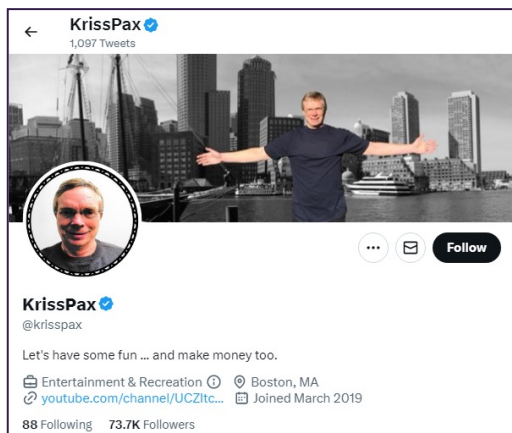 KrissPax
1,097 Tweets
Follow
KrissPax
@krisspax
Let's have some fun ... and make money too.
Entertainment & Recreation Boston, MA
youtube.com/channel/UCZItc... Joined March 2019
88 Following 73.7K Followers